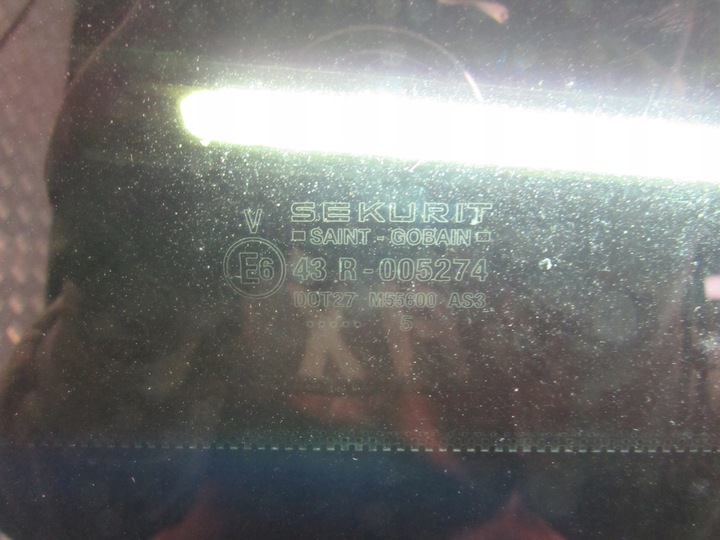 V
SEKURIT
SAINT - GOBAIN
E6 43 R - 005274
DOT27 M55600 AS3
..... 5